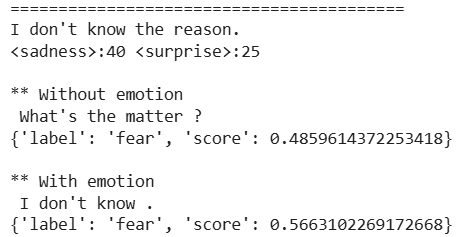 =========================================
I don't know the reason.
<sadness>:40 <surprise>:25
** Without emotion
What's the matter ?
{'label': 'fear', 'score': 0.4859614372253418}
** With emotion
I don't know .
{'label': 'fear', 'score': 0.5663102269172668}